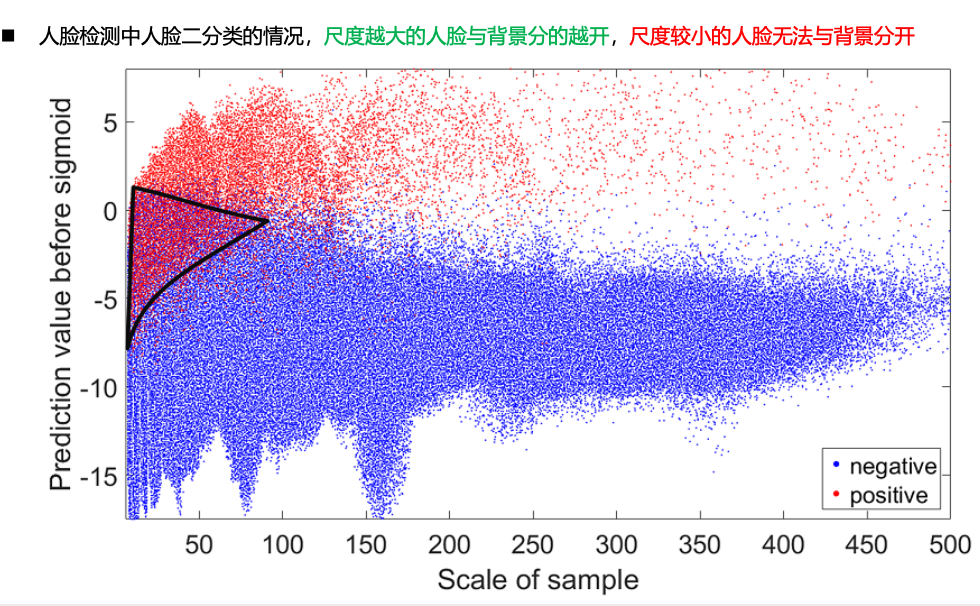 ■ 人脸检测中人脸二分类的情况，尺度越大的人脸与背景分的越开，尺度较小的人脸无法与背景分开
Prediction value before sigmoid
5
0
-5
-10
-15
negative
positive
50 100 150 200 250 300 350 400 450 500
Scale of sample